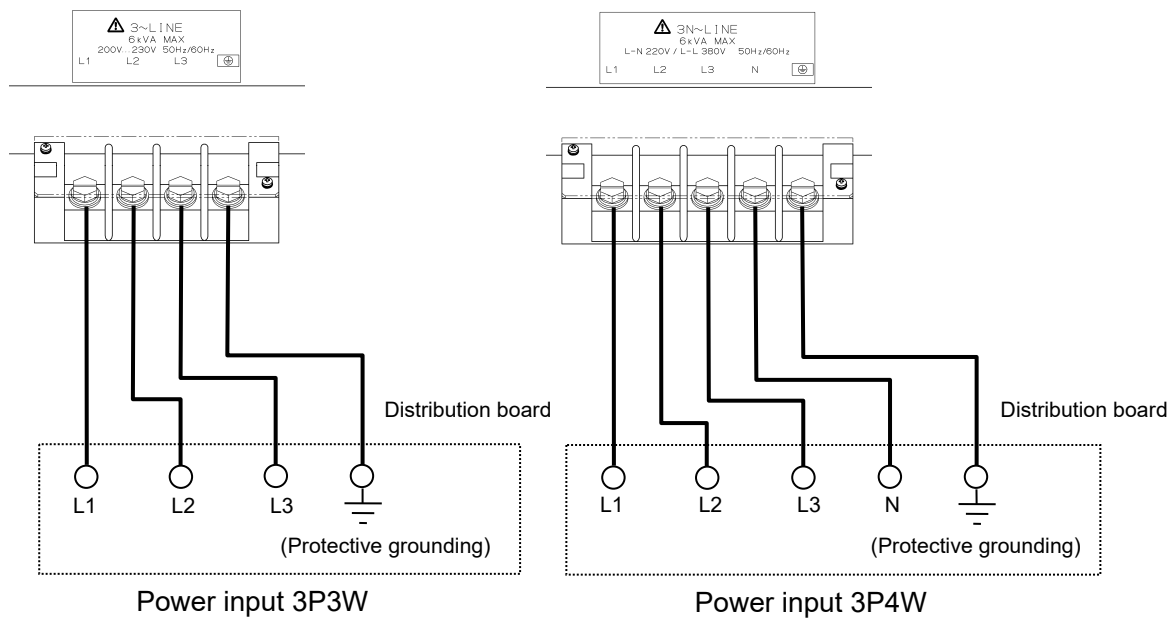 3~LINE
6kVA MAX
200V...230V 50Hz/60Hz
L1 L2 L3
Distribution board
L1 L2 L3
(Protective grounding)
Power input 3P3W
3N~LINE
6kVA MAX
L-N 220V / L-L 380V 50Hz/60Hz
L1 L2 L3 N
Distribution board
L1 L2 L3 N
(Protective grounding)
Power input 3P4W